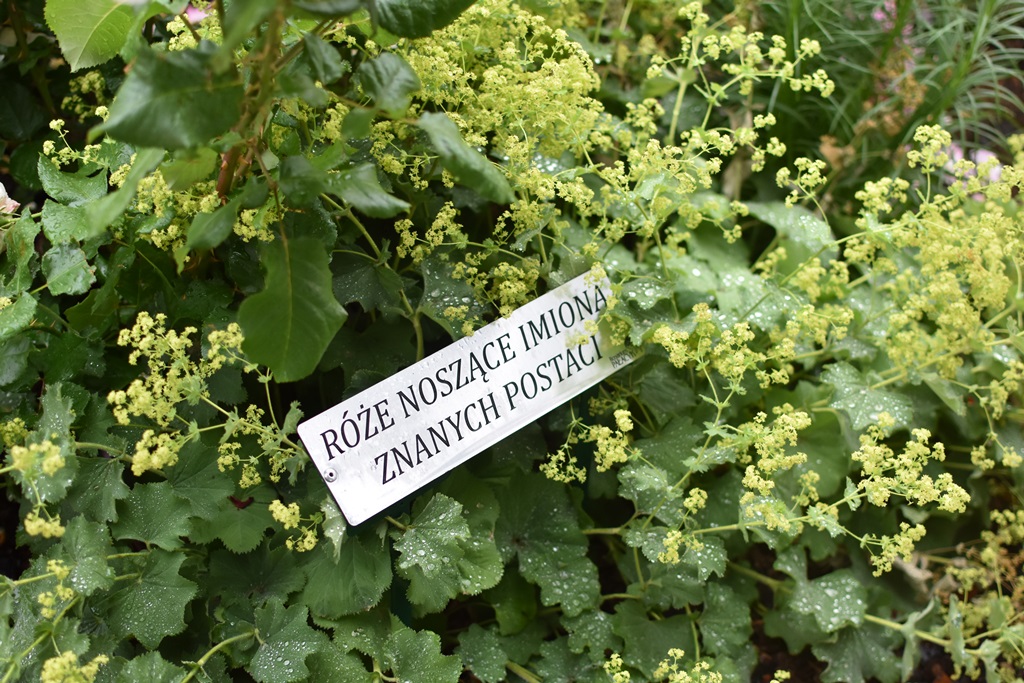 RÓŻE NOSZĄCE IMIONA
ZNANYCH POSTACI